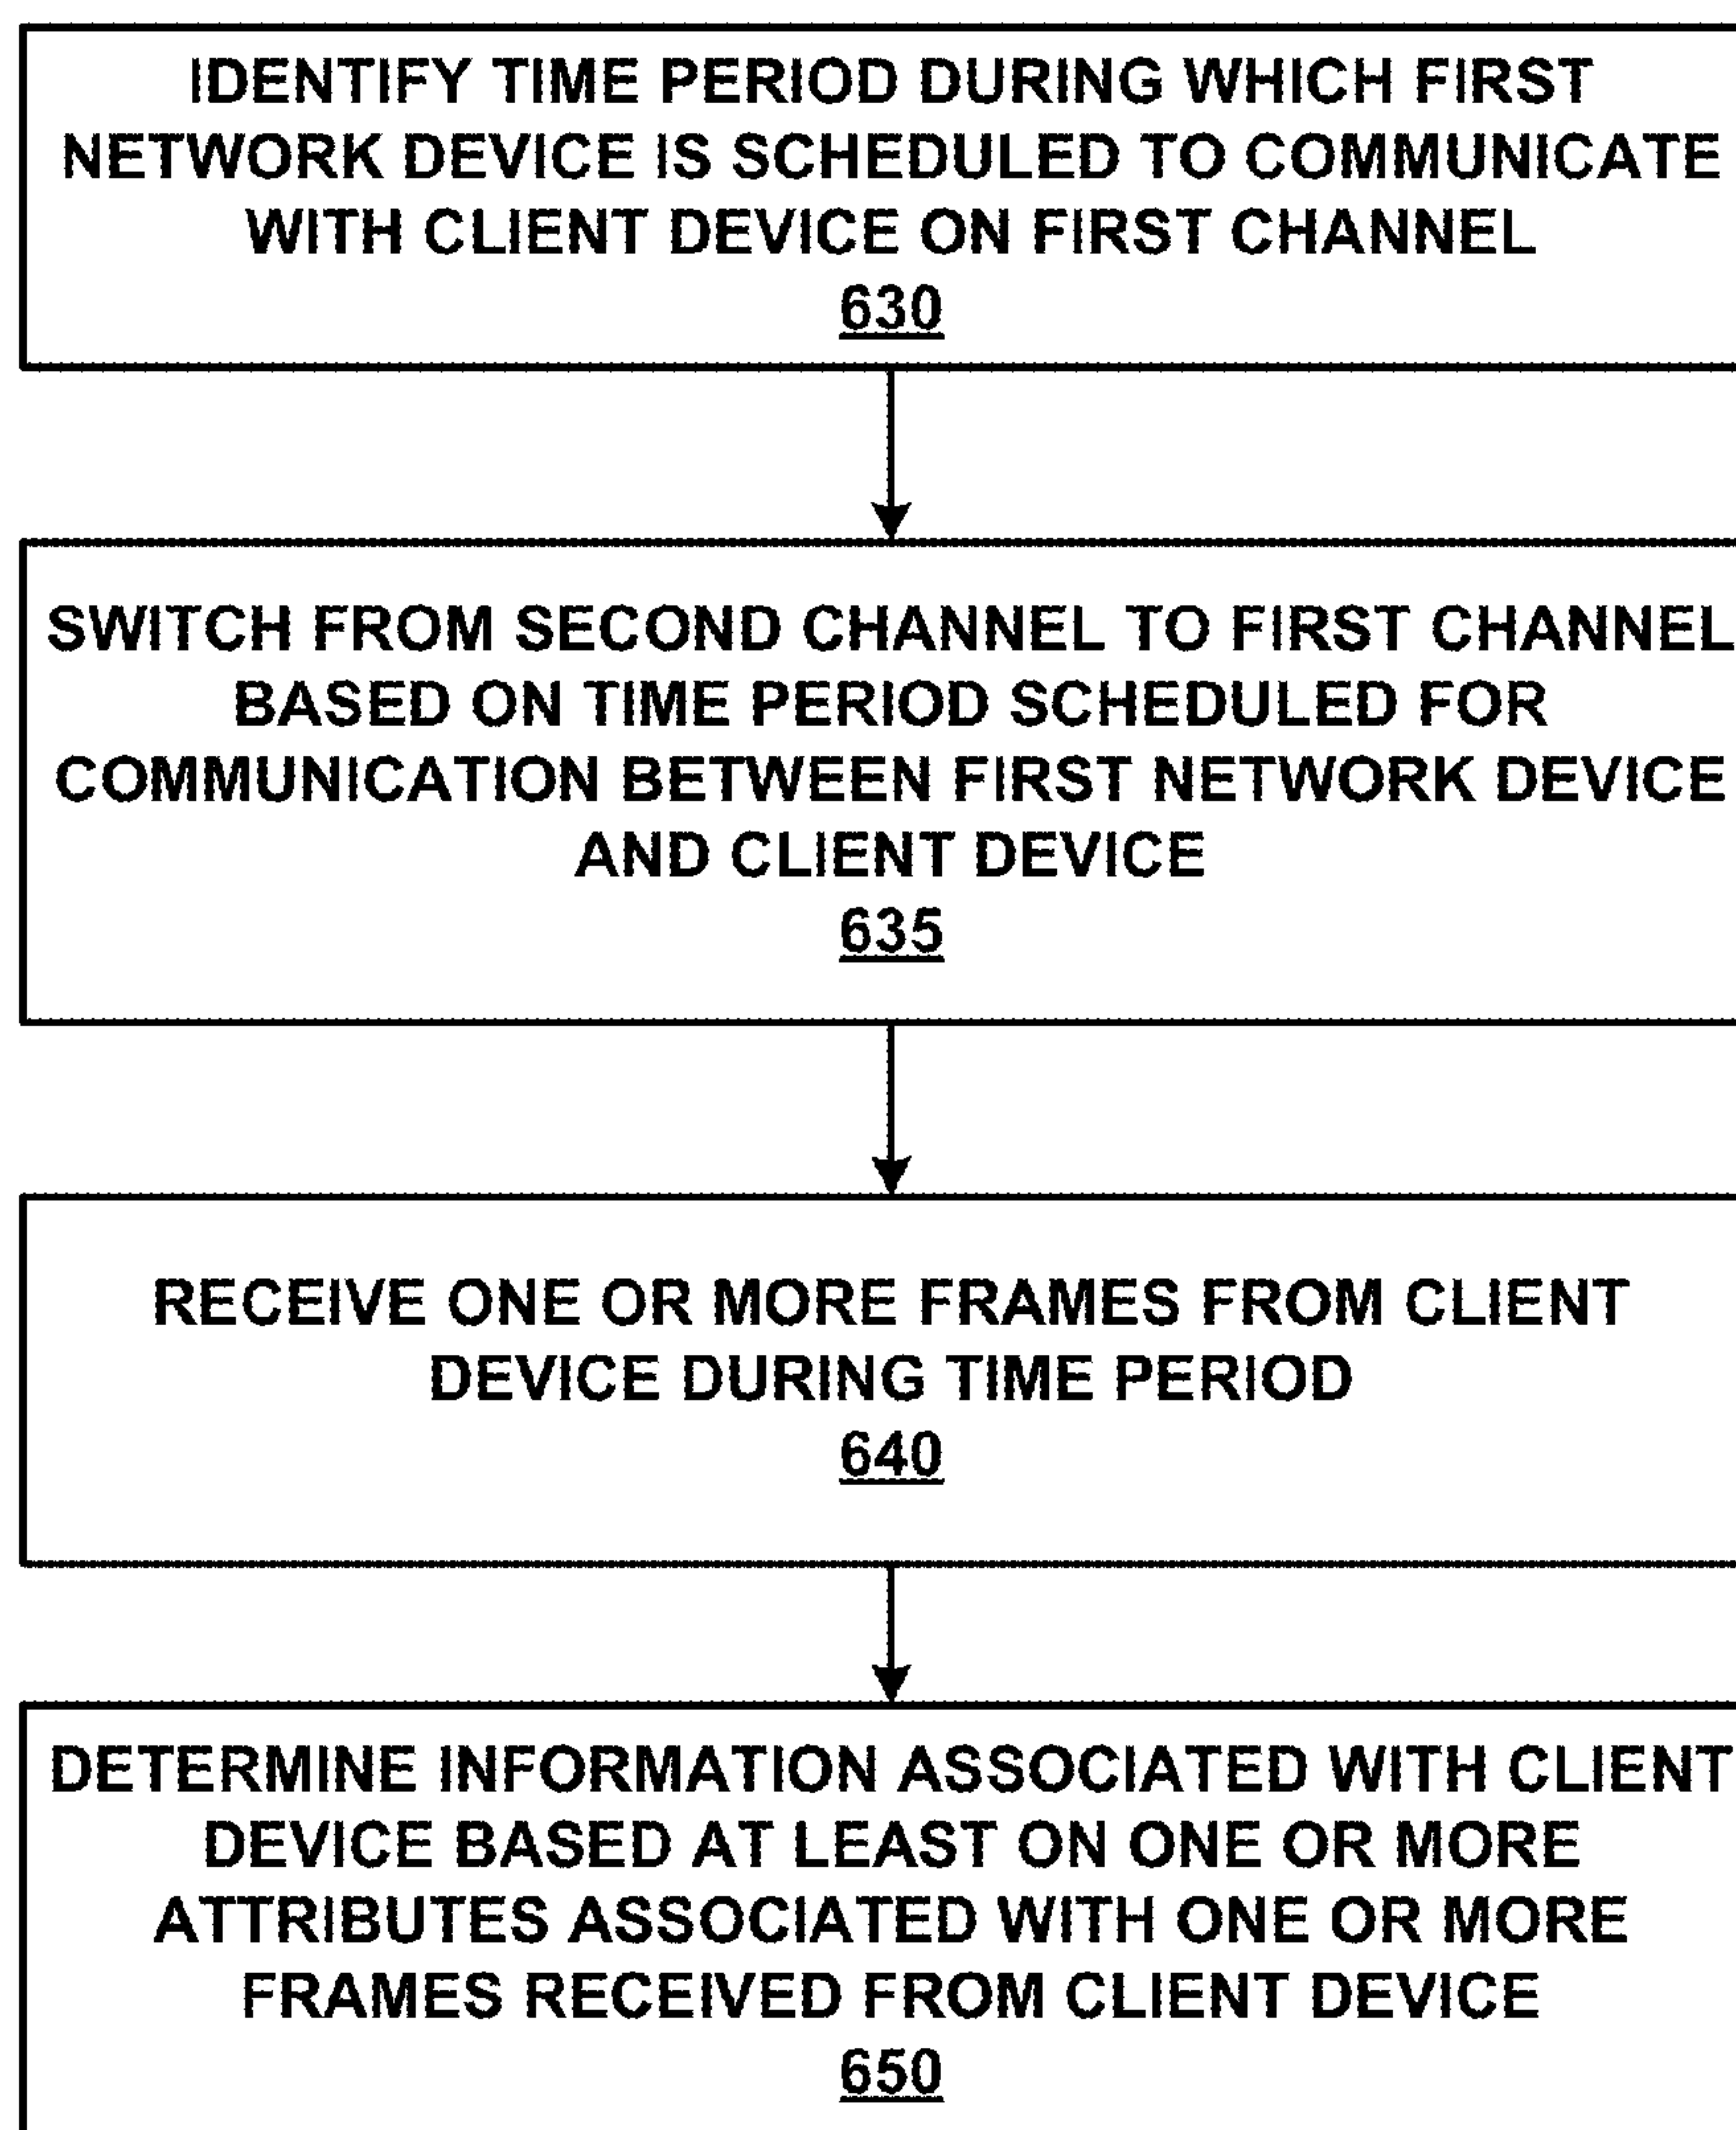 IDENTIFY TIME PERIOD DURING WHICH FIRST
NETWORK DEVICE IS SCHEDULED TO COMMUNICATE
WITH CLIENT DEVICE ON FIRST CHANNEL
630
SWITCH FROM SECOND CHANNEL TO FIRST CHANNEL
BASED ON TIME PERIOD SCHEDULED FOR
COMMUNICATION BETWEEN FIRST NETWORK DEVICE
AND CLIENT DEVICE
635
RECEIVE ONE OR MORE FRAMES FROM CLIENT
DEVICE DURING TIME PERIOD
640
DETERMINE INFORMATION ASSOCIATED WITH CLIENT
DEVICE BASED AT LEAST ON ONE OR MORE
ATTRIBUTES ASSOCIATED WITH ONE OR MORE
FRAMES RECEIVED FROM CLIENT DEVICE
650